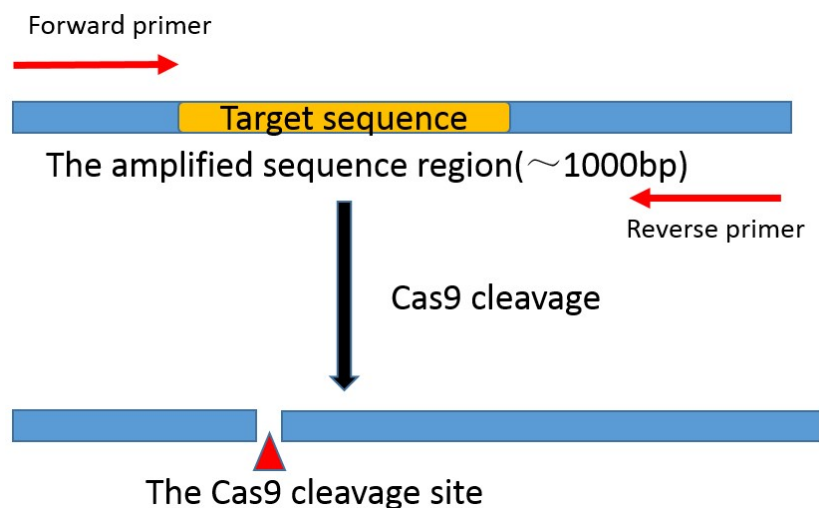 Forward primer
Target sequence
The amplified sequence region(～1000bp)
Reverse primer
Cas9 cleavage
The Cas9 cleavage site